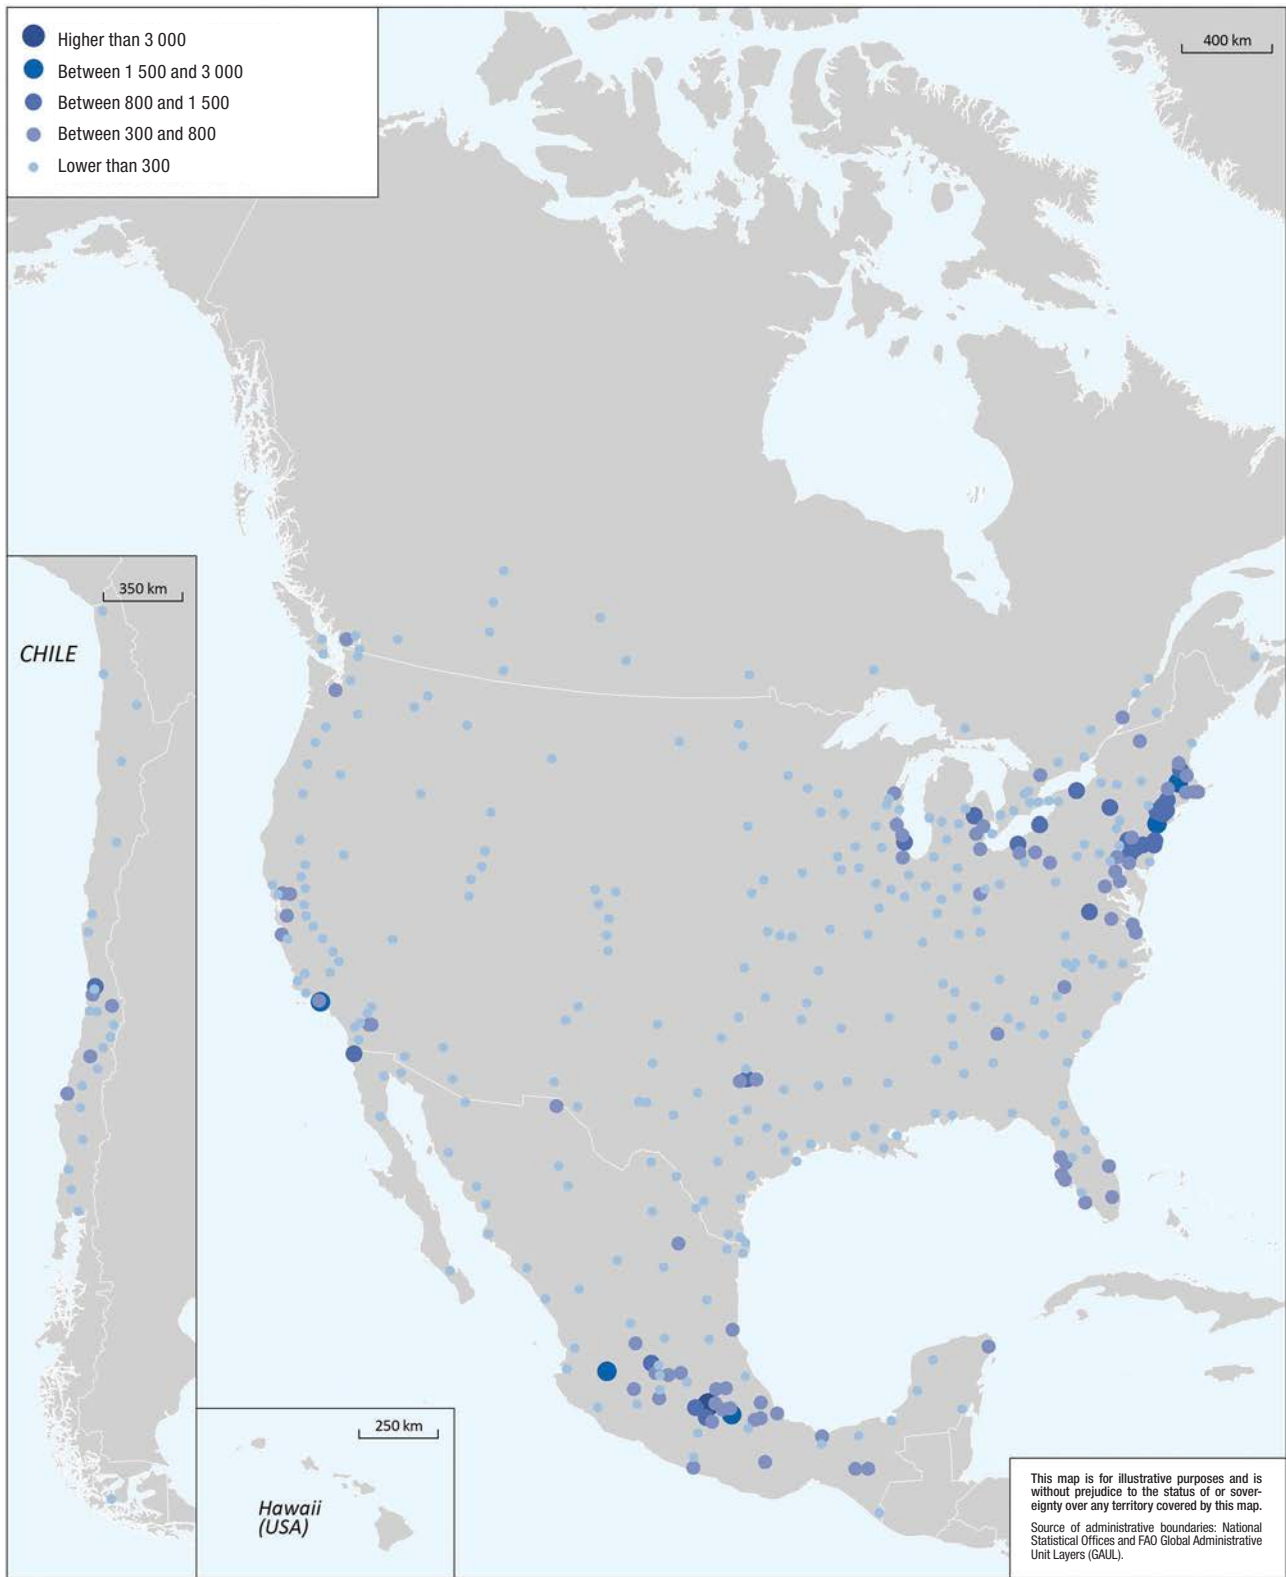 Higher than 3 000
Between 1 500 and 3 000
Between 800 and 1 500
Between 300 and 800
Lower than 300
400 km
350 km
CHILE
250 km
Hawaii
(USA)
This map is for illustrative purposes and is
without prejudice to the status of or sover-
eignty over any territory covered by this map.
Source of administrative boundaries: National
Statistical Offices and FAO Global Administrative
Unit Layers (GAUL).